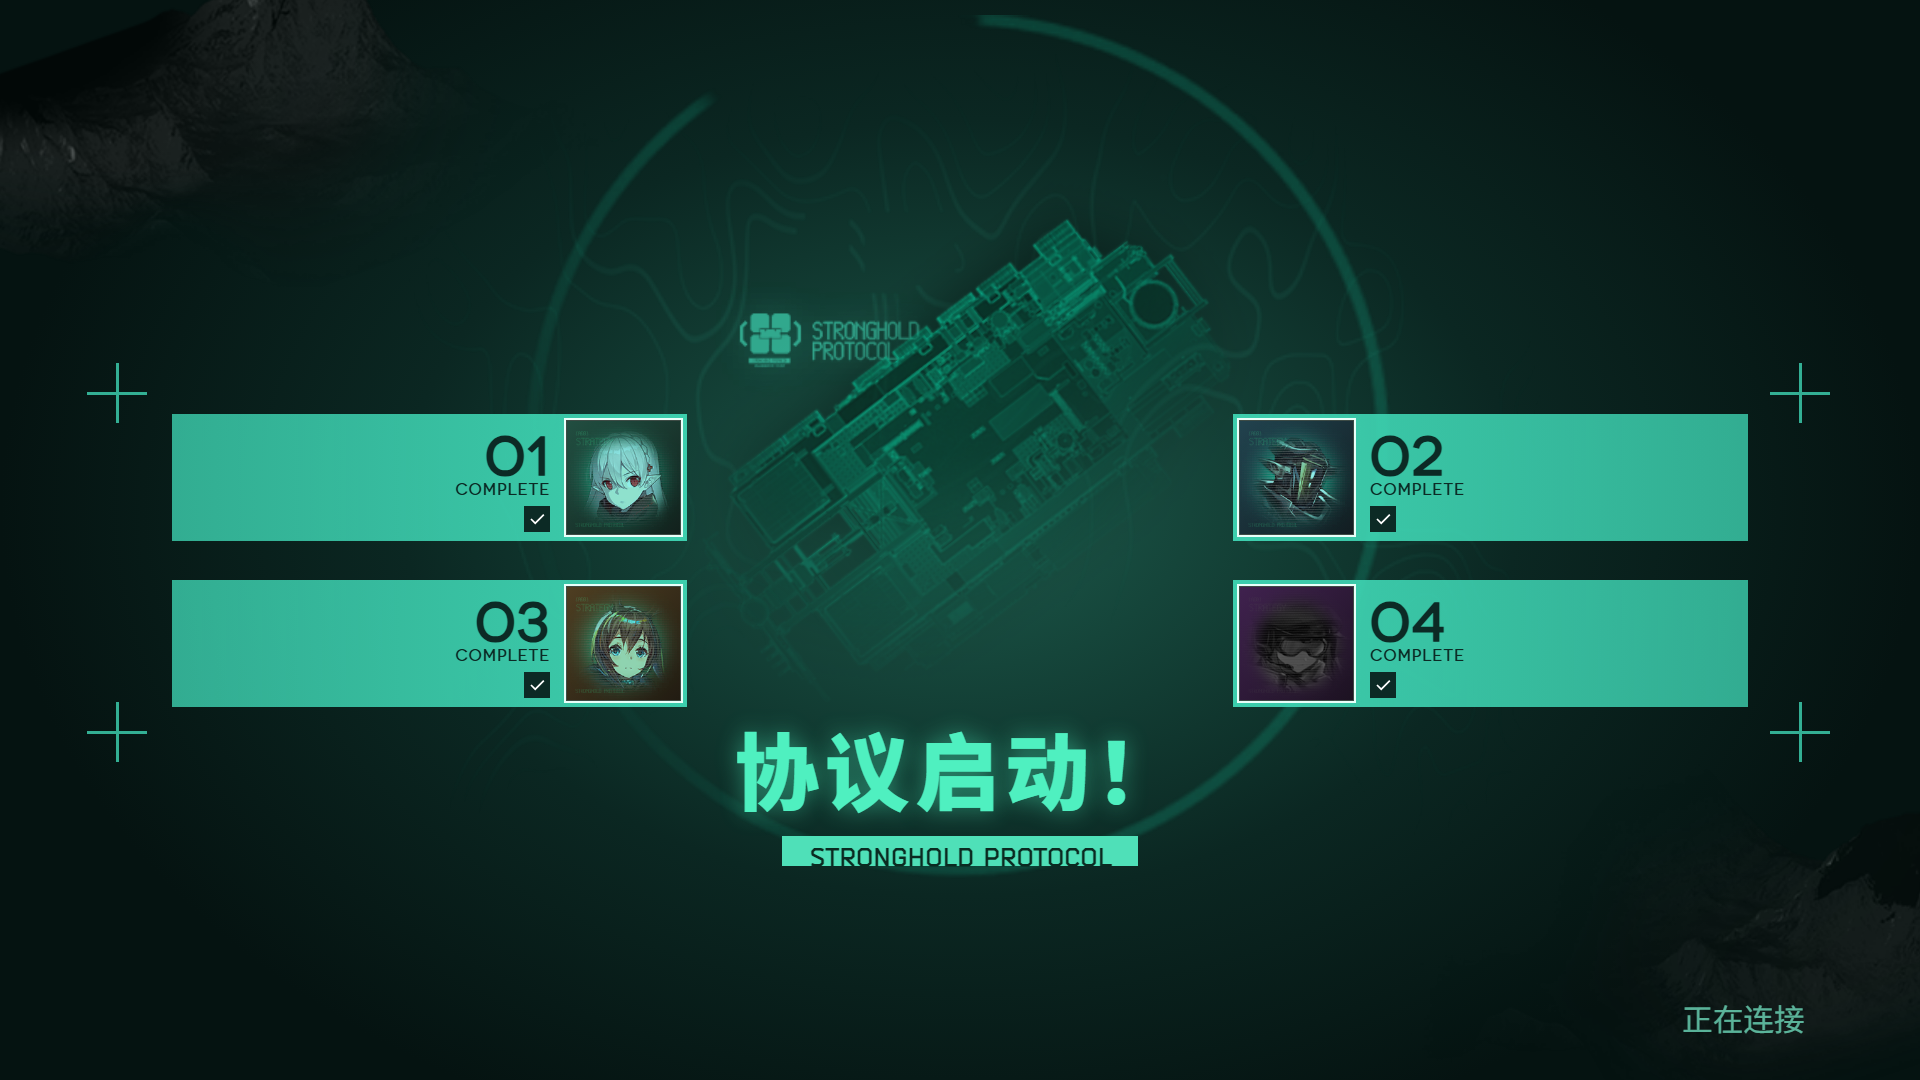 STRONGHOLD
PROTOCOL
01
COMPLETE
02
COMPLETE
03
COMPLETE
04
COMPLETE
协议启动！
STRONGHOLD PROTOCOL
正在连接